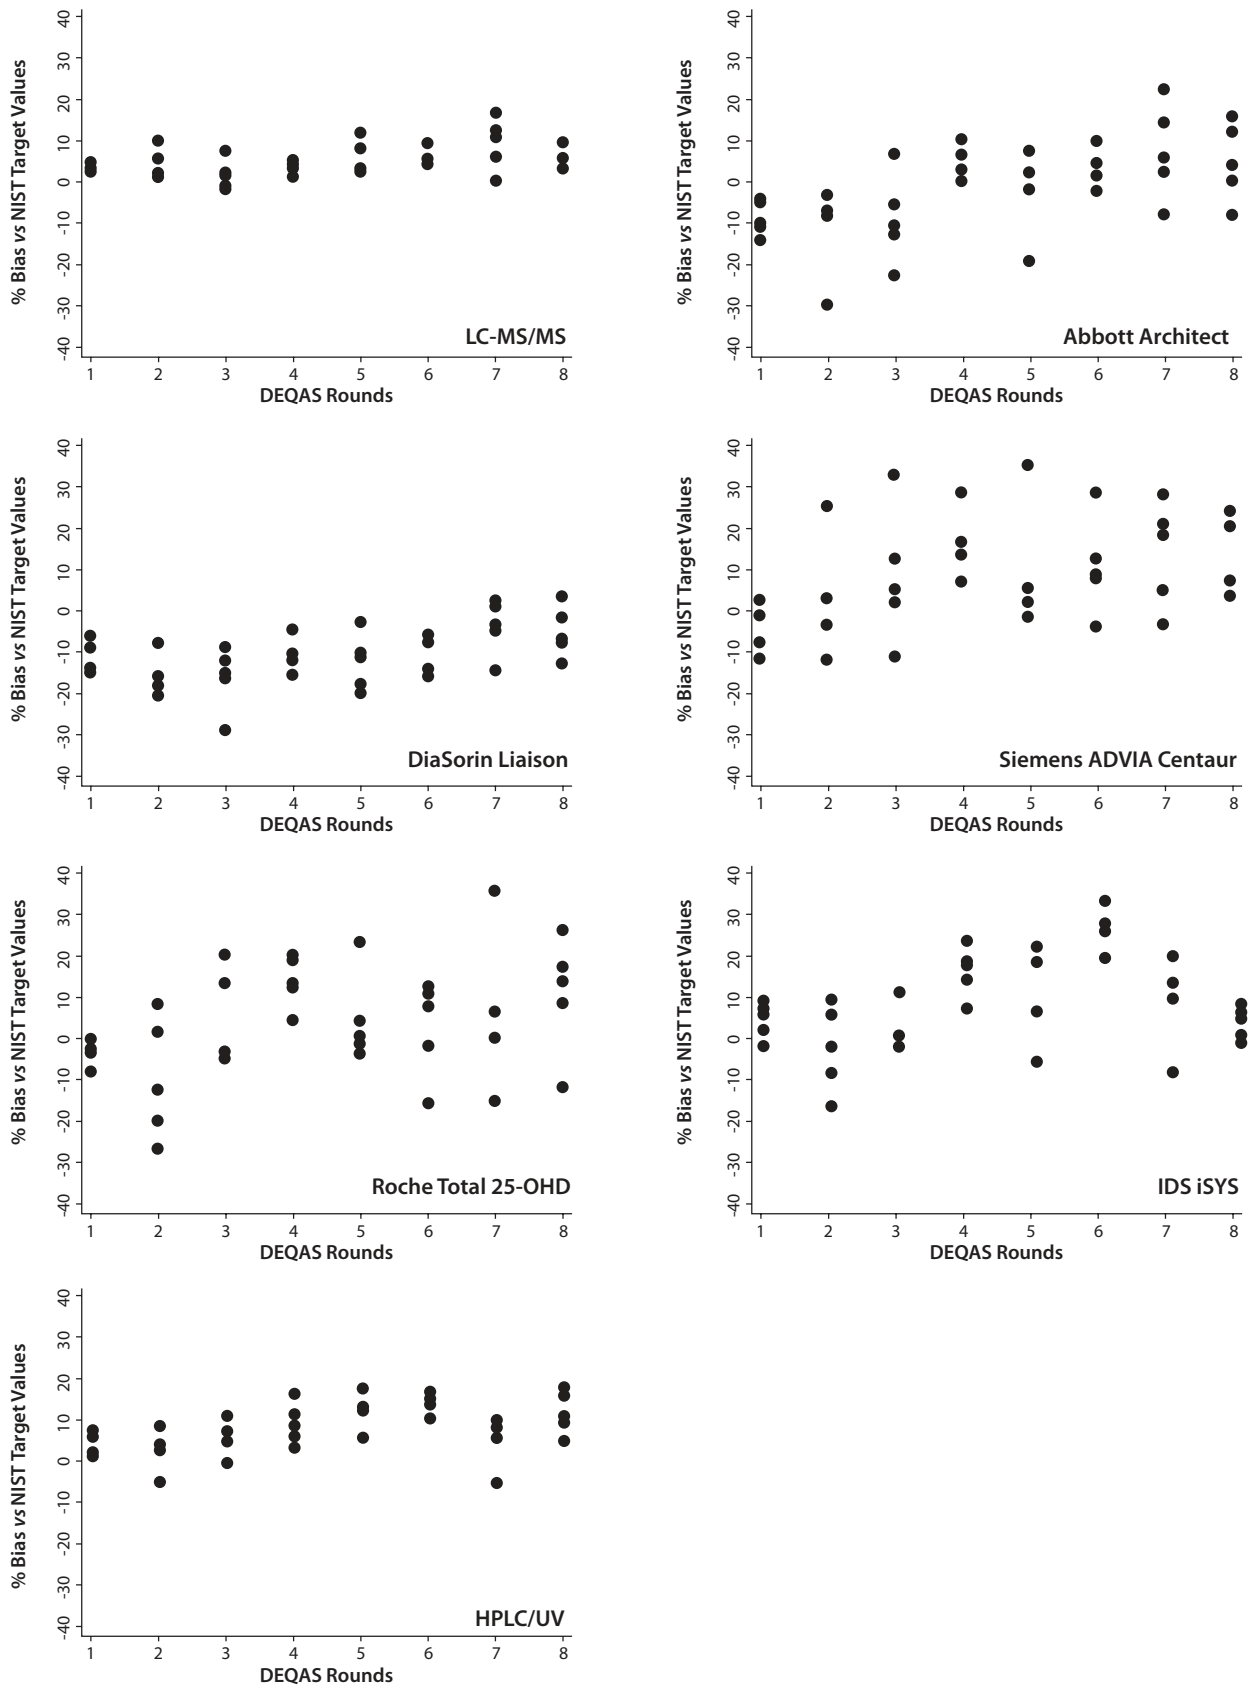 % Bias vs NIST Target Values
40
30
20
10
0
-10
-20
-30
-40
LC-MS/MS
1 2 3 4 5 6 7 8
DEQAS Rounds
% Bias vs NIST Target Values
40
30
20
10
0
-10
-20
-30
-40
Abbott Architect
1 2 3 4 5 6 7 8
DEQAS Rounds
% Bias vs NIST Target Values
40
30
20
10
0
-10
-20
-30
-40
DiaSorin Liaison
1 2 3 4 5 6 7 8
DEQAS Rounds
% Bias vs NIST Target Values
40
30
20
10
0
-10
-20
-30
-40
Siemens ADVIA Centaur
1 2 3 4 5 6 7 8
DEQAS Rounds
% Bias vs NIST Target Values
40
30
20
10
0
-10
-20
-30
-40
Roche Total 25-OHD
1 2 3 4 5 6 7 8
DEQAS Rounds
% Bias vs NIST Target Values
40
30
20
10
0
-10
-20
-30
-40
IDS iSYS
1 2 3 4 5 6 7 8
DEQAS Rounds
% Bias vs NIST Target Values
40
30
20
10
0
-10
-20
-30
-40
HPLC/UV
1 2 3 4 5 6 7 8
DEQAS Rounds